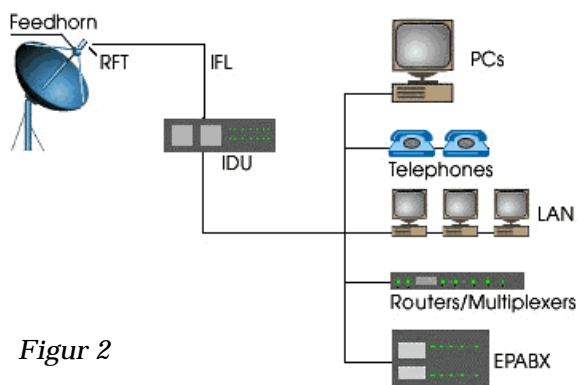 Feedhorn
RFT
IFL
IDU
PCs
Telephones
LAN
Routers/Multiplexers
EPABX
Figur 2